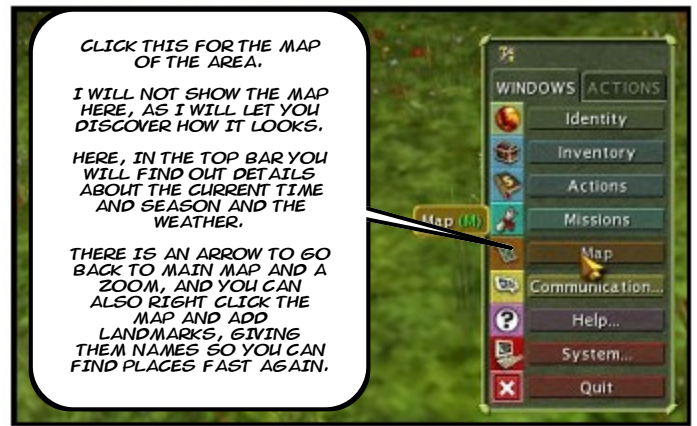 CLICK THIS FOR THE MAP
OF THE AREA.
I WILL NOT SHOW THE MAP
HERE, AS I WILL LET YOU
DISCOVER HOW IT LOOKS.
HERE, IN THE TOP BAR YOU
WILL FIND OUT DETAILS
ABOUT THE CURRENT TIME
AND SEASON AND THE
WEATHER.
THERE IS AN ARROW TO GO
BACK TO MAIN MAP AND A
ZOOM, AND YOU CAN
ALSO RIGHT CLICK THE
MAP AND ADD
LANDMARKS, GIVING
THEM NAMES SO YOU CAN
FIND PLACES FAST AGAIN.
WINDOWS ACTIONS
Identity
Inventory
Actions
Missions
Map (M)
Map
Communication...
Help...
System...
Quit